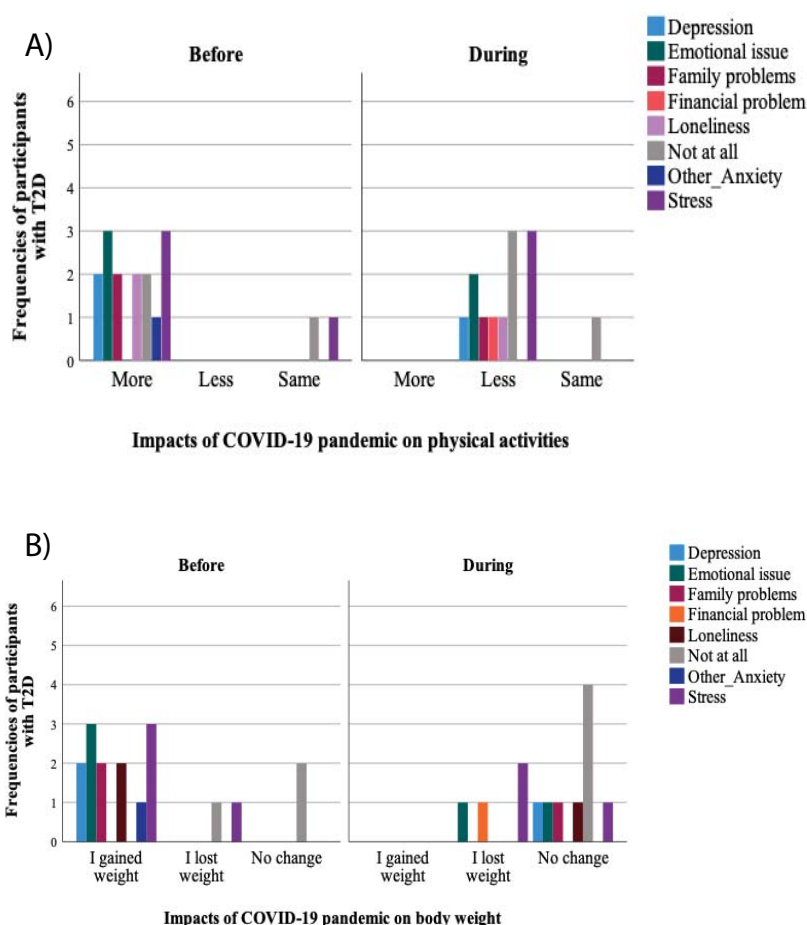 A)
Before
During
Depression
Emotional issue
Family problems
Financial problem
Loneliness
Not at all
Other_Anxiety
Stress
Frequencies of participants
with T2D
6
5
4
3
2
1
0
More
Less
Same
More
Less
Same
Impacts of COVID-19 pandemic on physical activities
B)
Before
During
Depression
Emotional issue
Family problems
Financial problem
Loneliness
Not at all
Other_Anxiety
Stress
Frequencioes of participants
with T2D
6
5
4
3
2
1
0
I gained
weight
I lost
weight
No change
I gained
weight
I lost
weight
No change
Impacts of COVID-19 pandemic on body weight